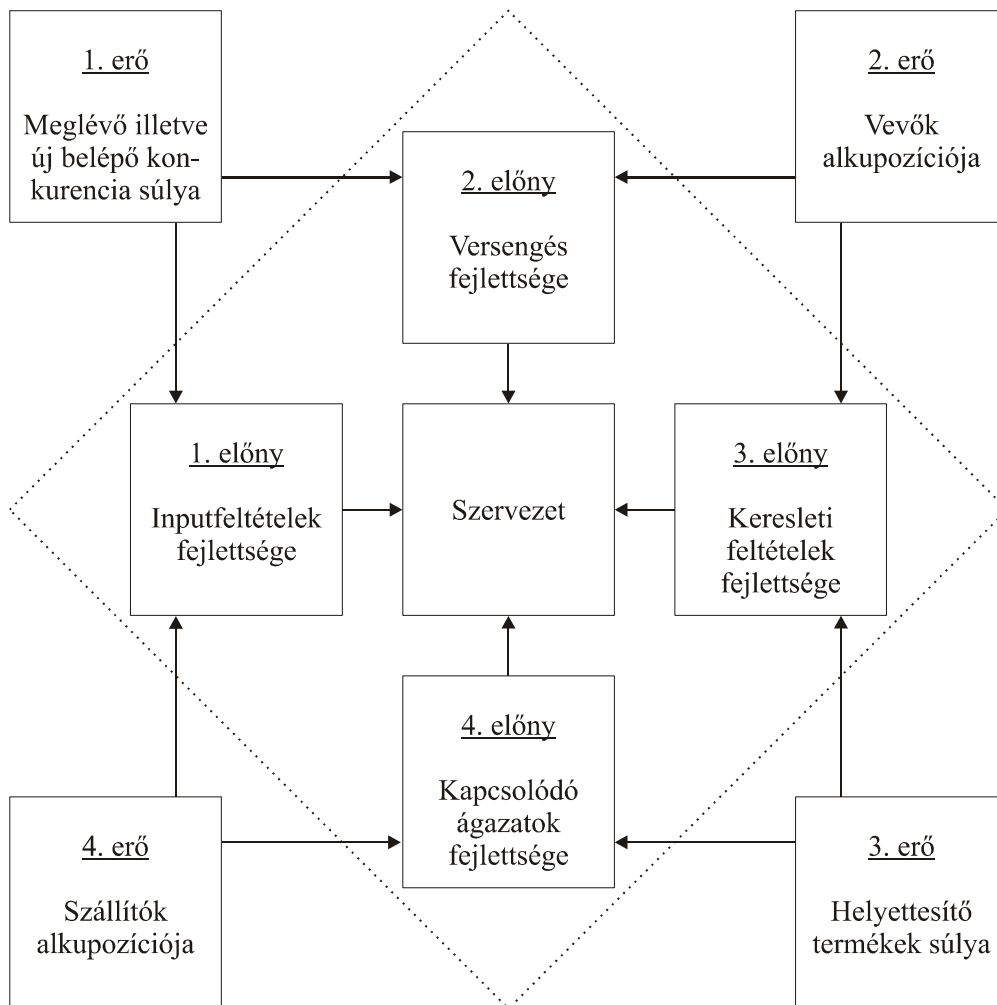 1. erő
Meglévő illetve
új belépő kon-
kurencia súlya
2. erő
Vevők
alkupozíciója
2. előny
Versengés
fejlettsége
1. előny
Inputfeltételek
fejlettsége
Szervezet
3. előny
Keresleti
feltételek
fejlettsége
4. előny
Kapcsolódó
ágazatok
fejlettsége
4. erő
Szállítók
alkupozíciója
3. erő
Helyettesítő
termékek súlya